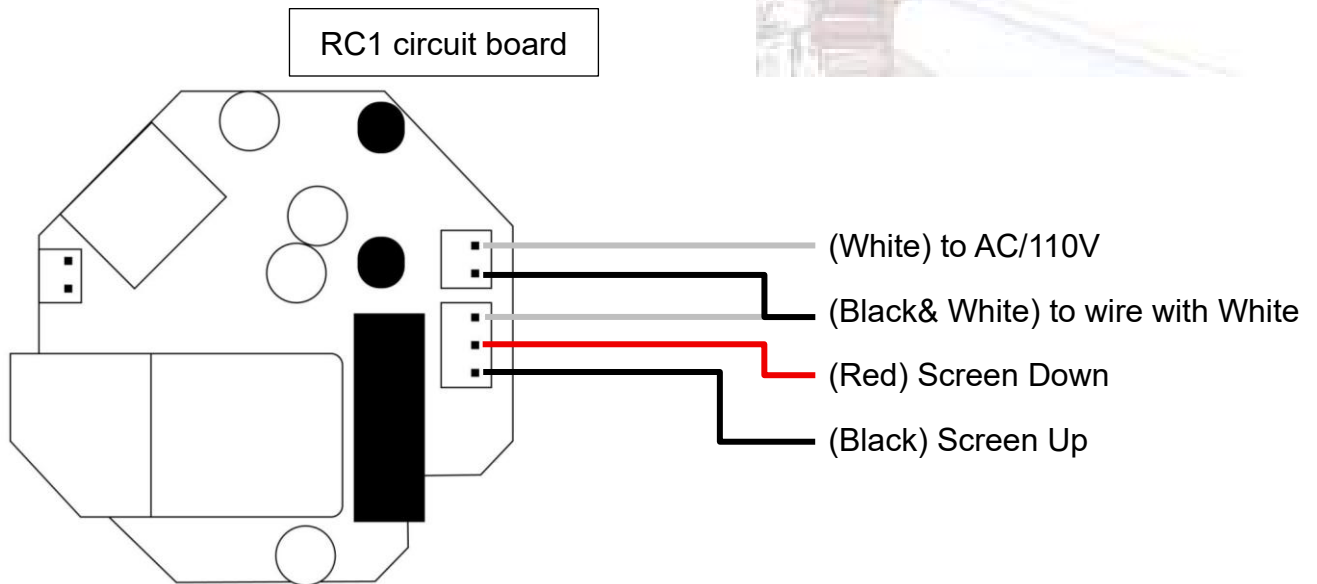 RC1 circuit board
(White) to AC/110V
(Black& White) to wire with White
(Red) Screen Down
(Black) Screen Up